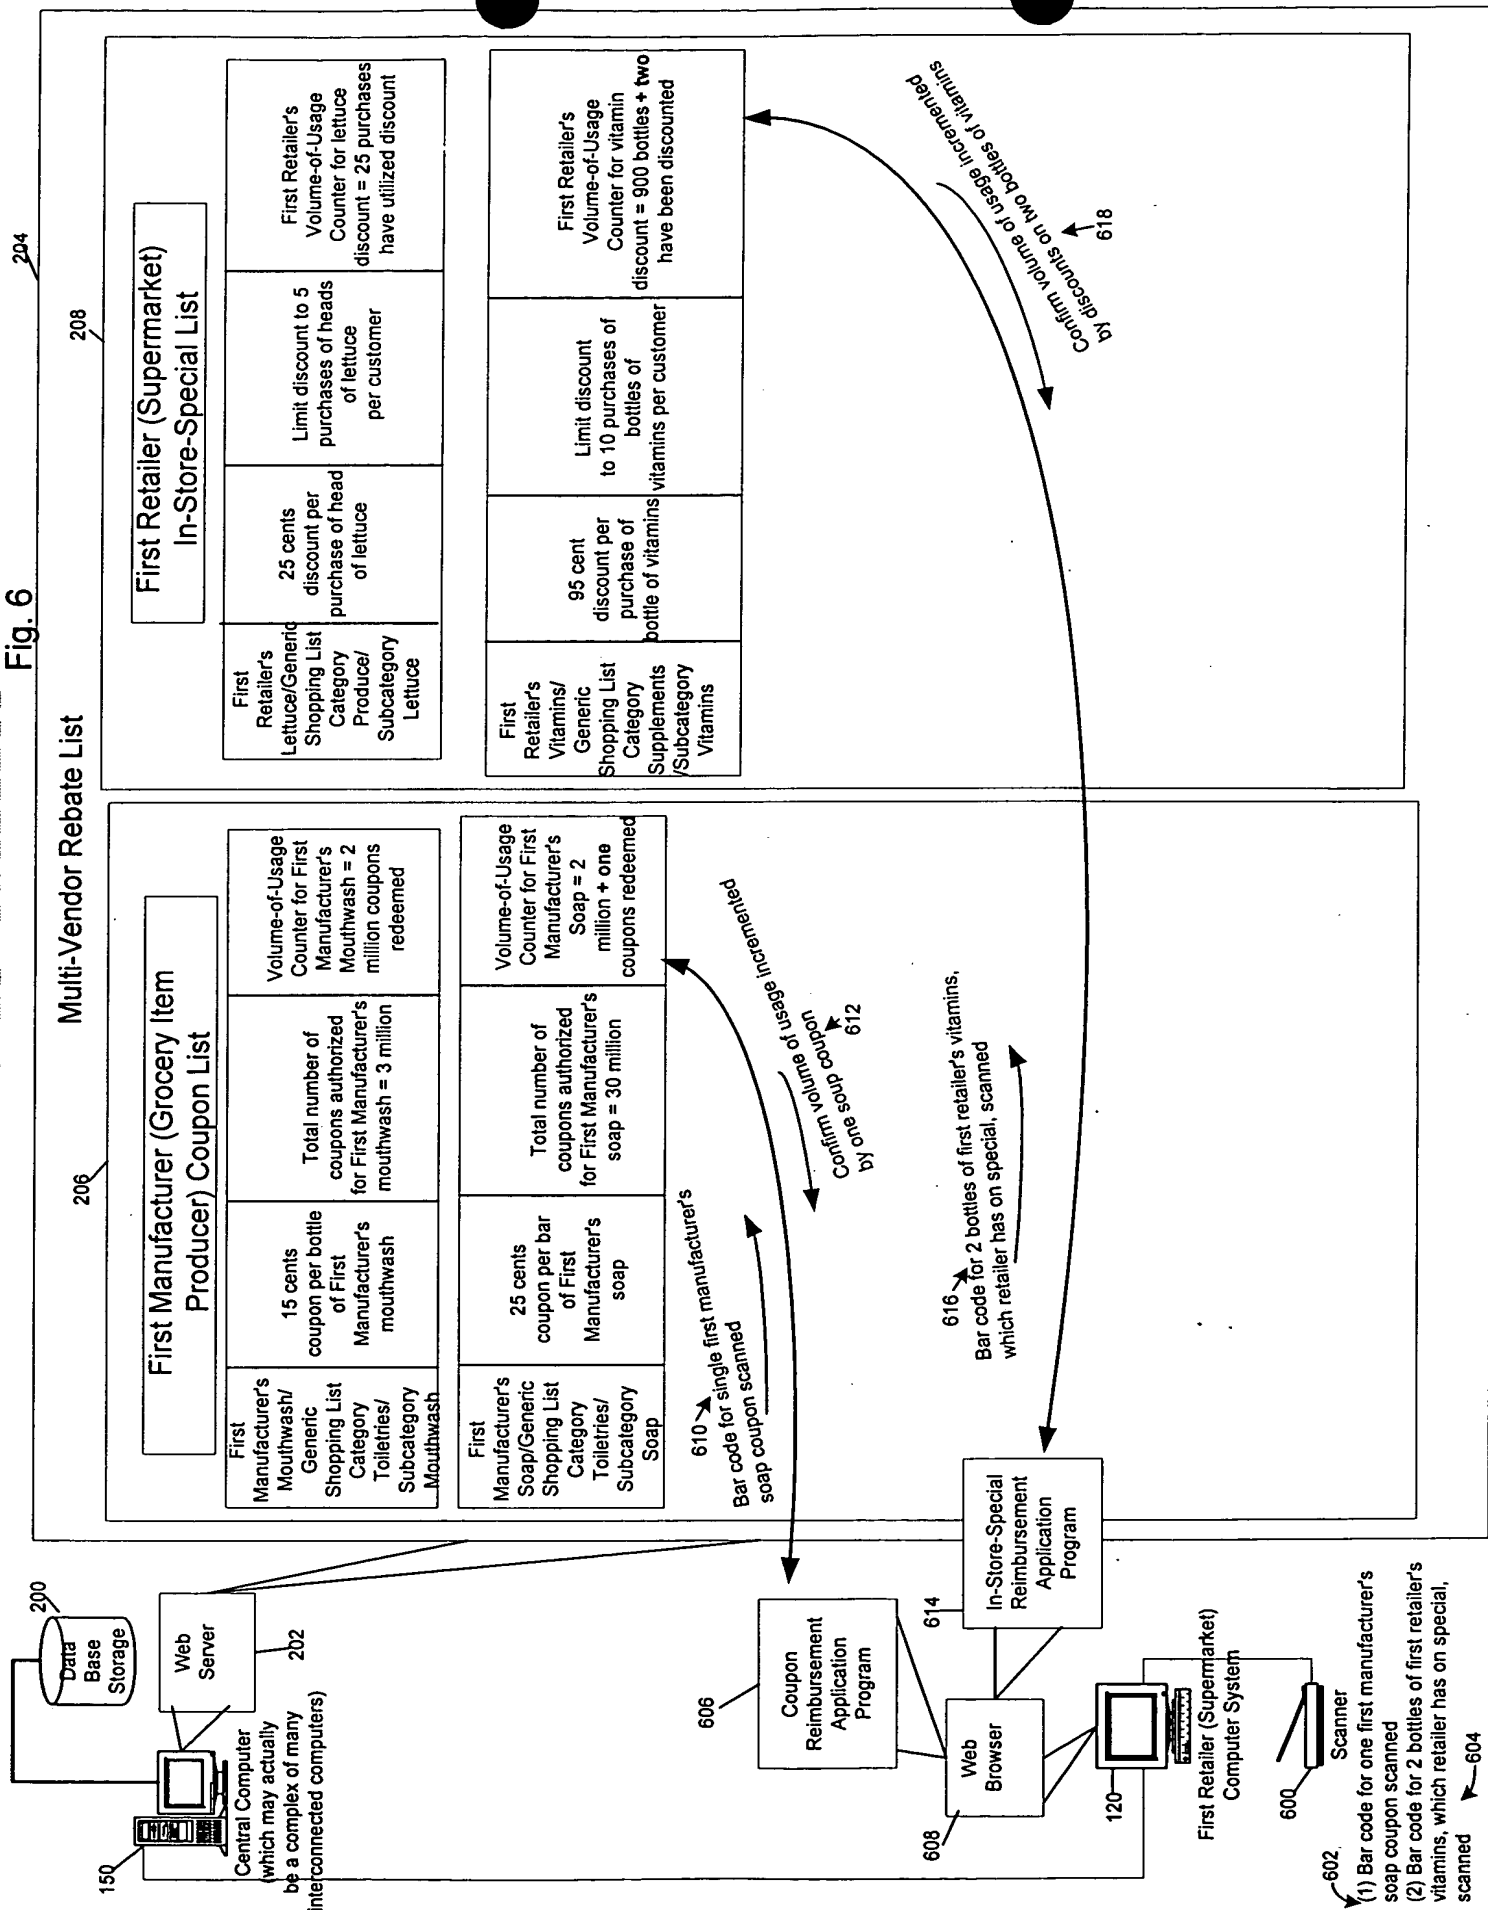 Fig. 6
204
Multi-Vendor Rebate List
200
Data
Base
Storage
Web
Server
202
150
Central Computer
(which may actually
be a complex of many
interconnected computers)
206
First Manufacturer (Grocery Item
Producer) Coupon List
First
Manufacturer's
Mouthwash/
Generic
Shopping List
Category
Toiletries/
Subcategory
Mouthwash
15 cents
coupon per bottle
of First
Manufacturer's
mouthwash
Total number of
coupons authorized
for First Manufacturer's
mouthwash = 3 million
Volume-of-Usage
Counter for First
Manufacturer's
Mouthwash = 2
million coupons
redeemed
First
Manufacturer's
Soap/Generic
Shopping List
Category
Toiletries/
Subcategory
Soap
25 cents
coupon per bar
of First
Manufacturer's
soap
Total number of
coupons authorized
for First Manufacturer's
soap = 30 million
Volume-of-Usage
Counter for First
Manufacturer's
Soap = 2
million + one
coupons redeemed
208
First Retailer (Supermarket)
In-Store-Special List
First
Retailer's
Lettuce/Generic
Shopping List
Category
Produce/
Subcategory
Lettuce
25 cents
discount per
purchase of head
of lettuce
Limit discount to 5
purchases of heads
of lettuce
per customer
First Retailer's
Volume-of-Usage
Counter for lettuce
discount = 25 purchases
have utilized discount
First
Retailer's
Vitamins/
Generic
Shopping List
Category
Supplements
/Subcategory
Vitamins
95 cent
discount per
purchase of
bottle of vitamins
Limit discount
to 10 purchases of
bottles of
vitamins per customer
First Retailer's
Volume-of-Usage
Counter for vitamin
discount = 900 bottles + two
have been discounted
610
Bar code for single first manufacturer's
soap coupon scanned
Confirm volume of usage incremented
by one soup coupon
612
616
Bar code for 2 bottles of first retailer's vitamins,
which retailer has on special, scanned
Confirm volume of usage incremented
by discounts on two bottles of vitamins
618
606
Coupon
Reimbursement
Application
Program
614
In-Store-Special
Reimbursement
Application
Program
608
Web
Browser
120
First Retailer (Supermarket)
Computer System
600
Scanner
602
(1) Bar code for one first manufacturer's
soap coupon scanned
(2) Bar code for 2 bottles of first retailer's
vitamins, which retailer has on special,
scanned
604